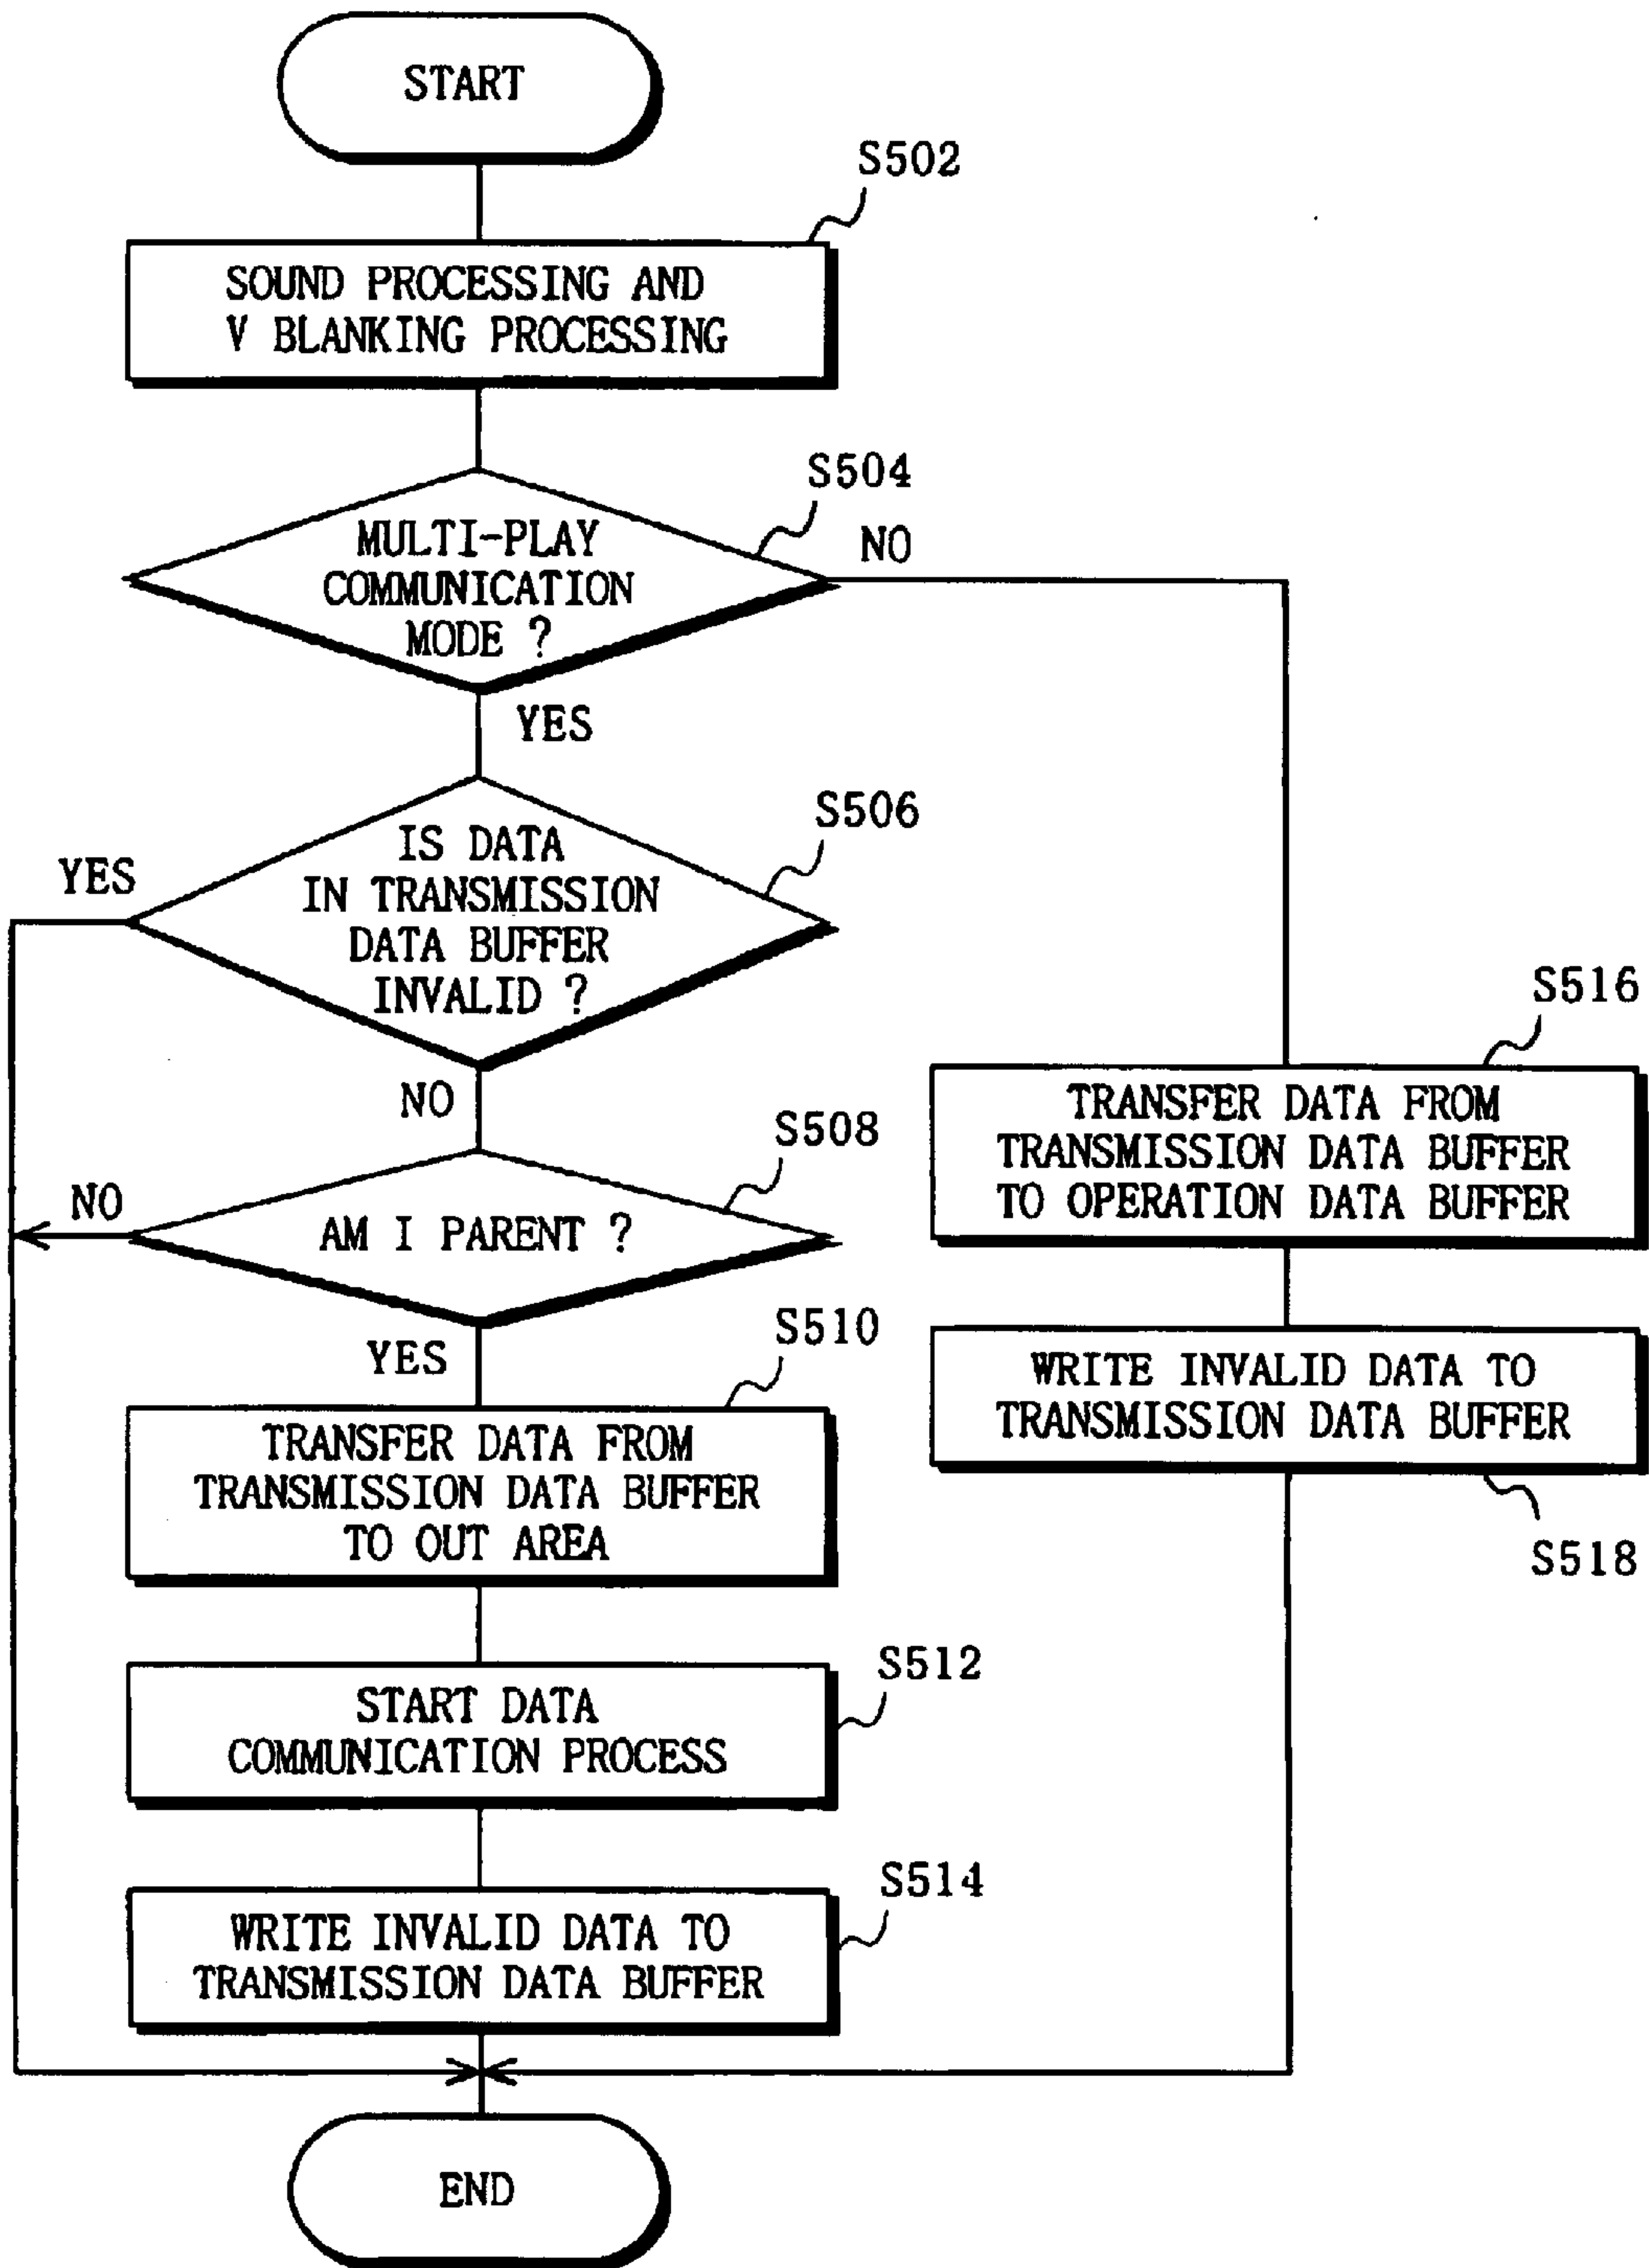 START
S502
SOUND PROCESSING AND
V BLANKING PROCESSING
S504
MULTI-PLAY
COMMUNICATION
MODE ?
NO
YES
S506
IS DATA
IN TRANSMISSION
DATA BUFFER
INVALID ?
YES
NO
S508
AM I PARENT ?
NO
YES
S510
TRANSFER DATA FROM
TRANSMISSION DATA BUFFER
TO OUT AREA
S512
START DATA
COMMUNICATION PROCESS
S514
WRITE INVALID DATA TO
TRANSMISSION DATA BUFFER
S516
TRANSFER DATA FROM
TRANSMISSION DATA BUFFER
TO OPERATION DATA BUFFER
WRITE INVALID DATA TO
TRANSMISSION DATA BUFFER
S518
END